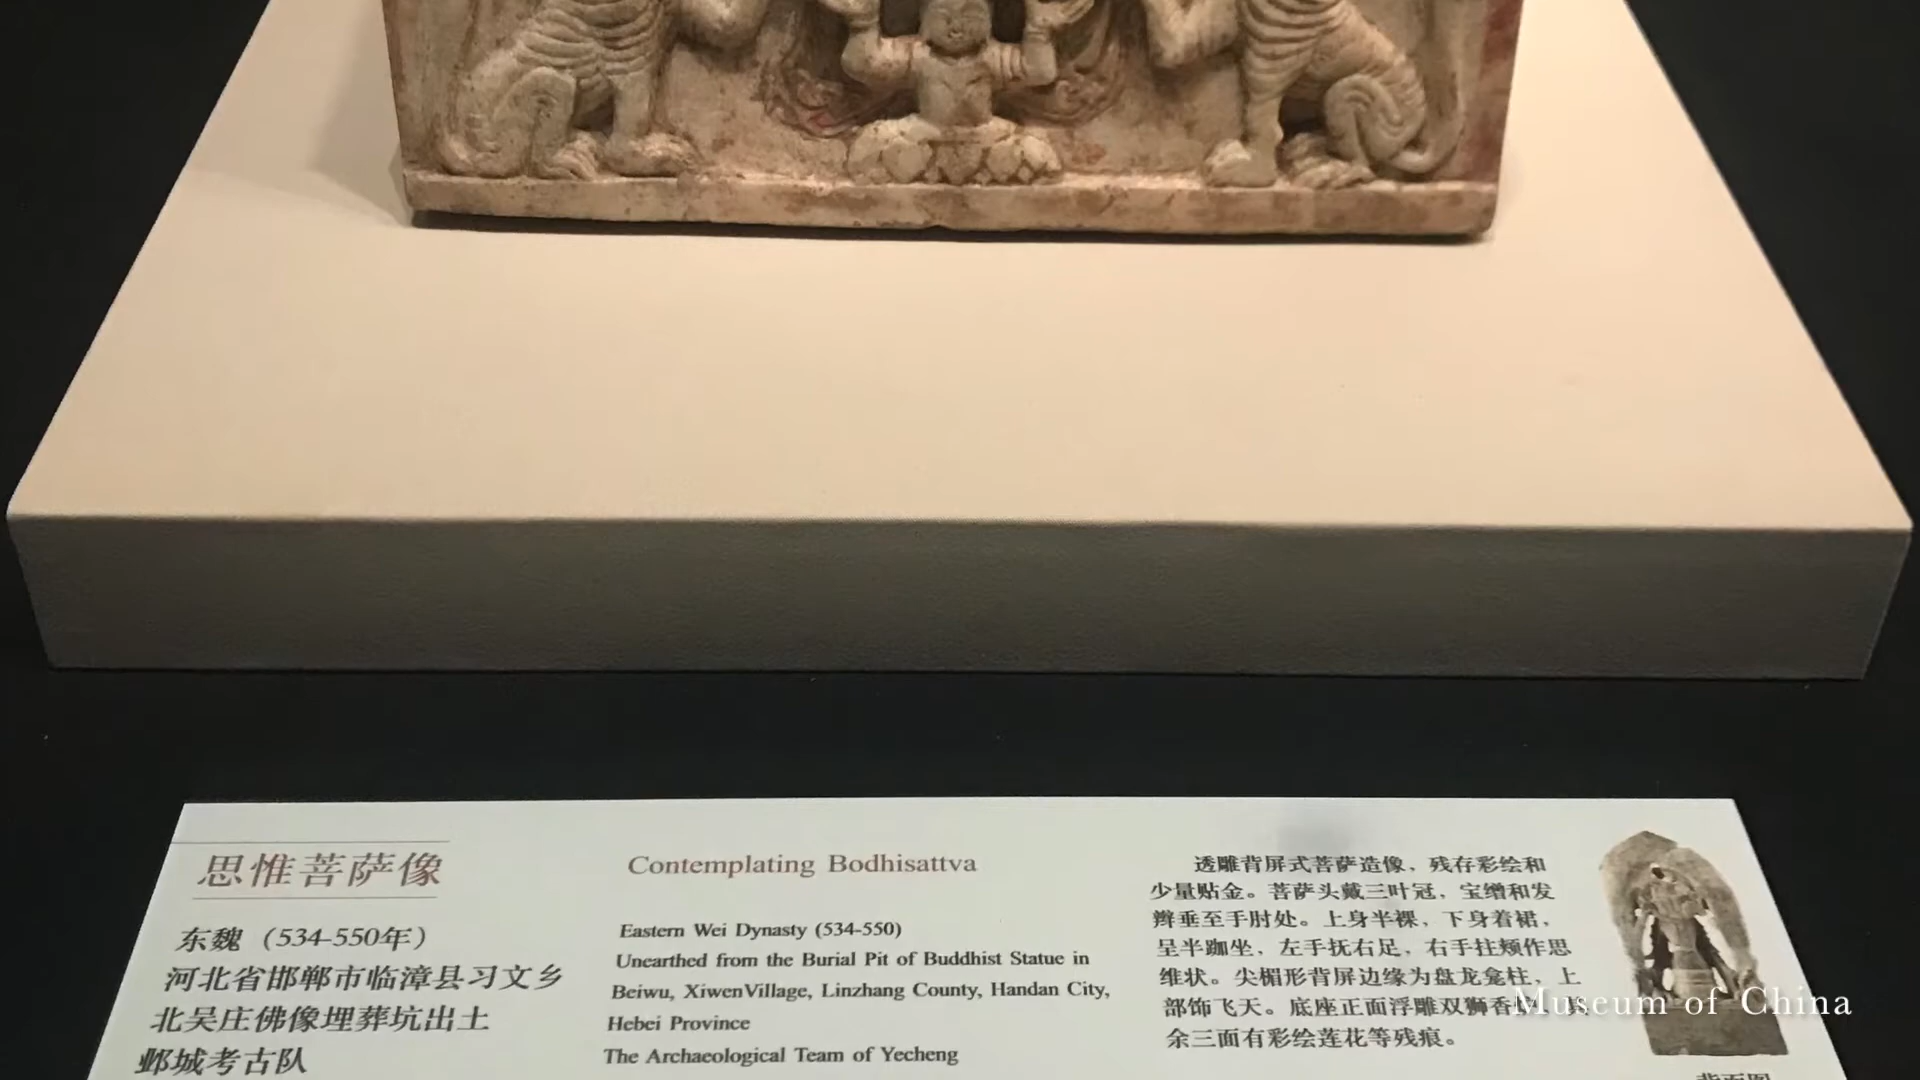 思惟菩萨像
东魏（534-550年）
河北省邯郸市临漳县习文乡
北吴庄佛像埋葬坑出土
邺城考古队
Contemplating Bodhisattva
Eastern Wei Dynasty (534-550)
Unearthed from the Burial Pit of Buddhist Statue in
Beiwu, XiwenVillage, Linzhang County, Handan City,
Hebei Province
The Archaeological Team of Yecheng
透雕背屏式菩萨造像，残存彩绘和
少量贴金。菩萨头戴三叶冠，宝缯和发
辫垂至手肘处。上身半裸，下身着裙，
呈半跏坐，左手抚右足，右手拄颊作思
维状。尖楣形背屏边缘为盘龙龛柱，上
部饰飞天。底座正面浮雕双狮香
余三面有彩绘莲花等残痕。
Museum of China